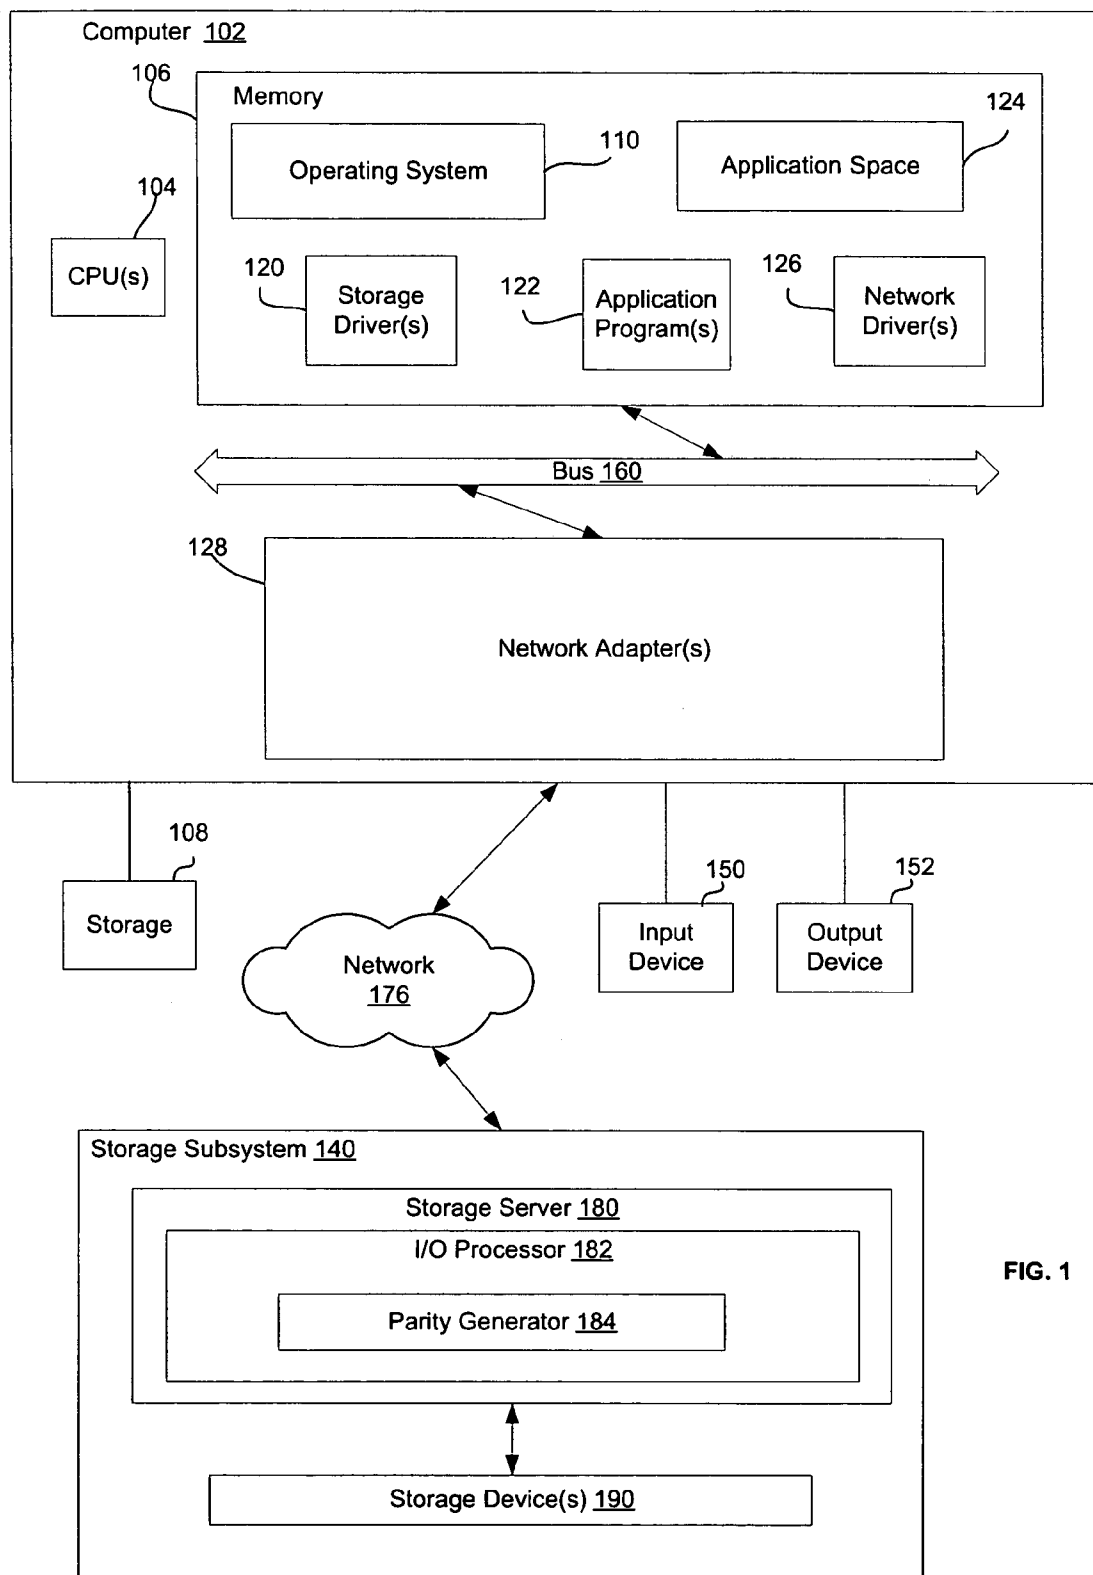 Computer 102
106
Memory
124
110
Operating System
Application Space
104
CPU(s)
120
Storage
Driver(s)
122
Application
Program(s)
126
Network
Driver(s)
Bus 160
128
Network Adapter(s)
108
Storage
150
Input
Device
152
Output
Device
Network
176
Storage Subsystem 140
Storage Server 180
I/O Processor 182
Parity Generator 184
FIG. 1
Storage Device(s) 190